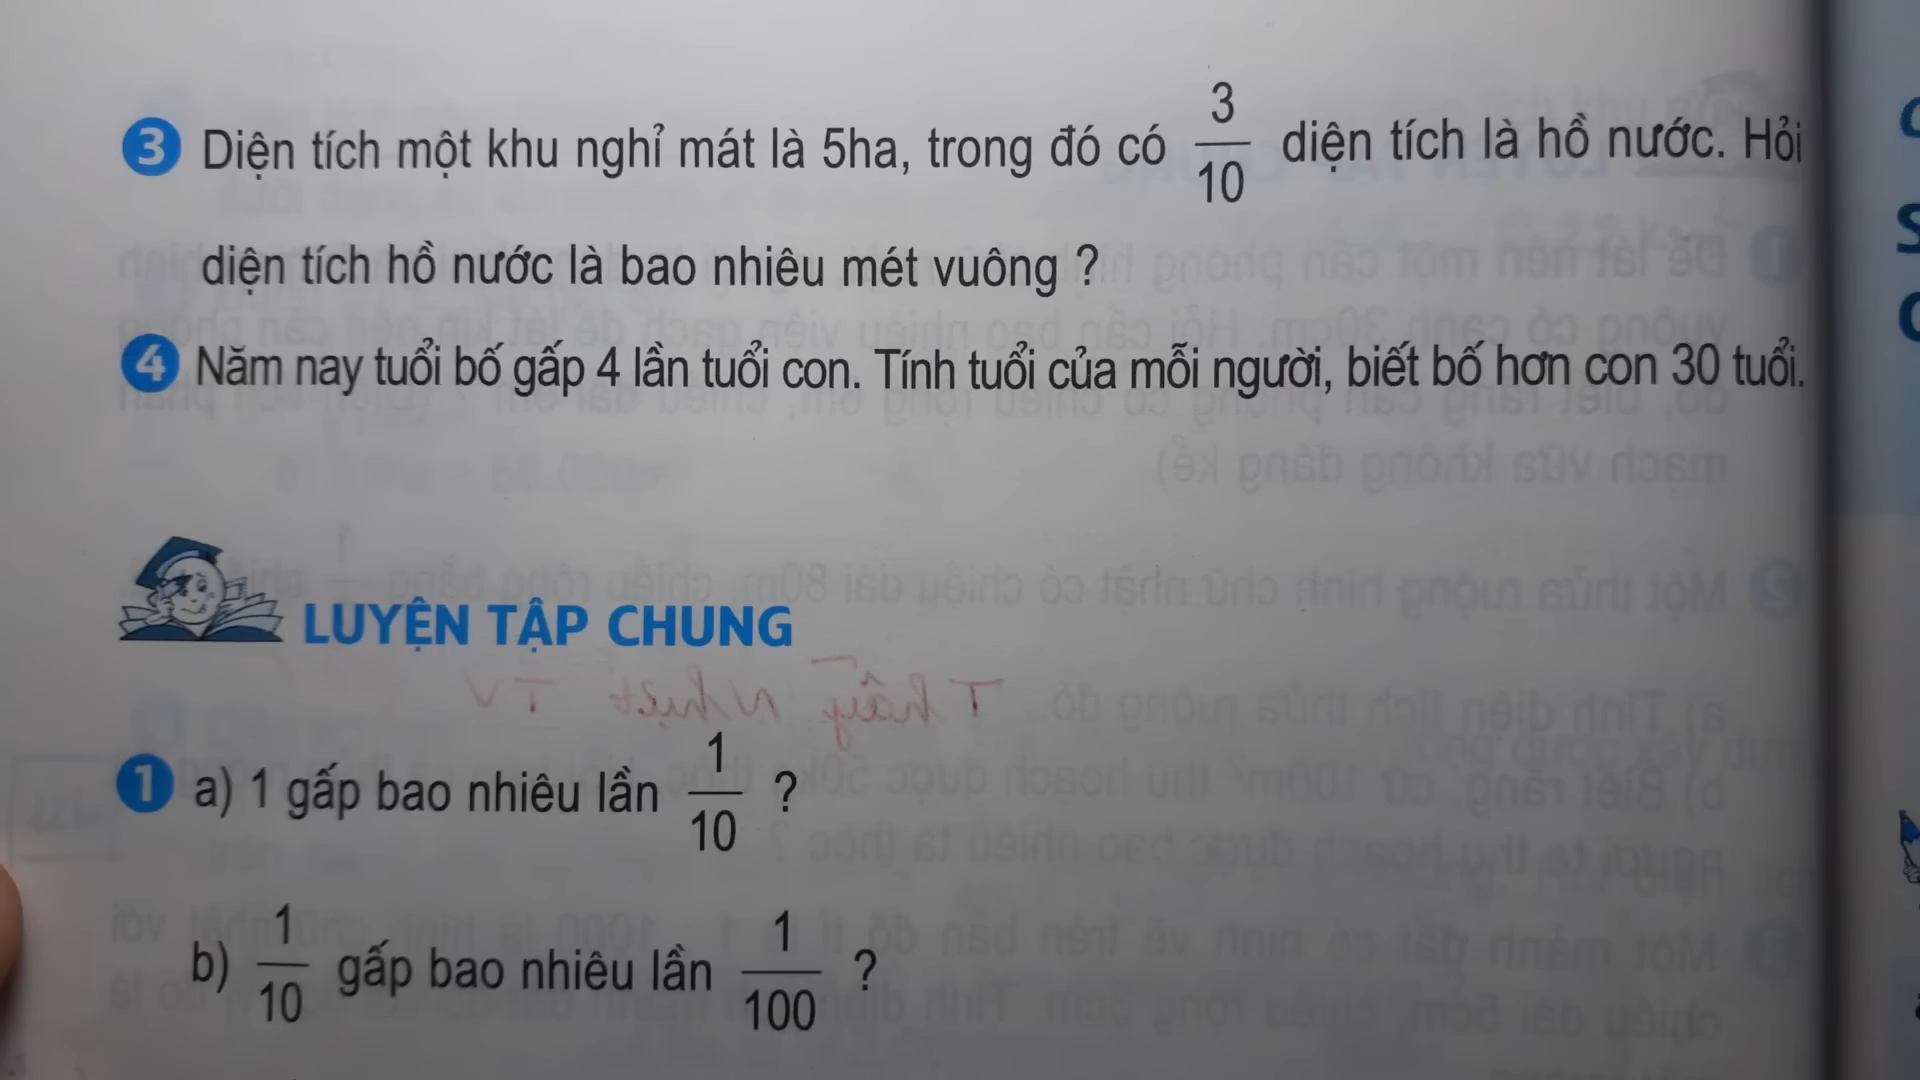 3 Diện tích một khu nghỉ mát là 5ha, trong đó có 3/10 diện tích là hồ nước. Hỏi
diện tích hồ nước là bao nhiêu mét vuông ?
4 Năm nay tuổi bố gấp 4 lần tuổi con. Tính tuổi của mỗi người, biết bố hơn con 30 tuổi.
LUYỆN TẬP CHUNG
1 a) 1 gấp bao nhiêu lần 1/10 ?
b) 1/10 gấp bao nhiêu lần 1/100 ?